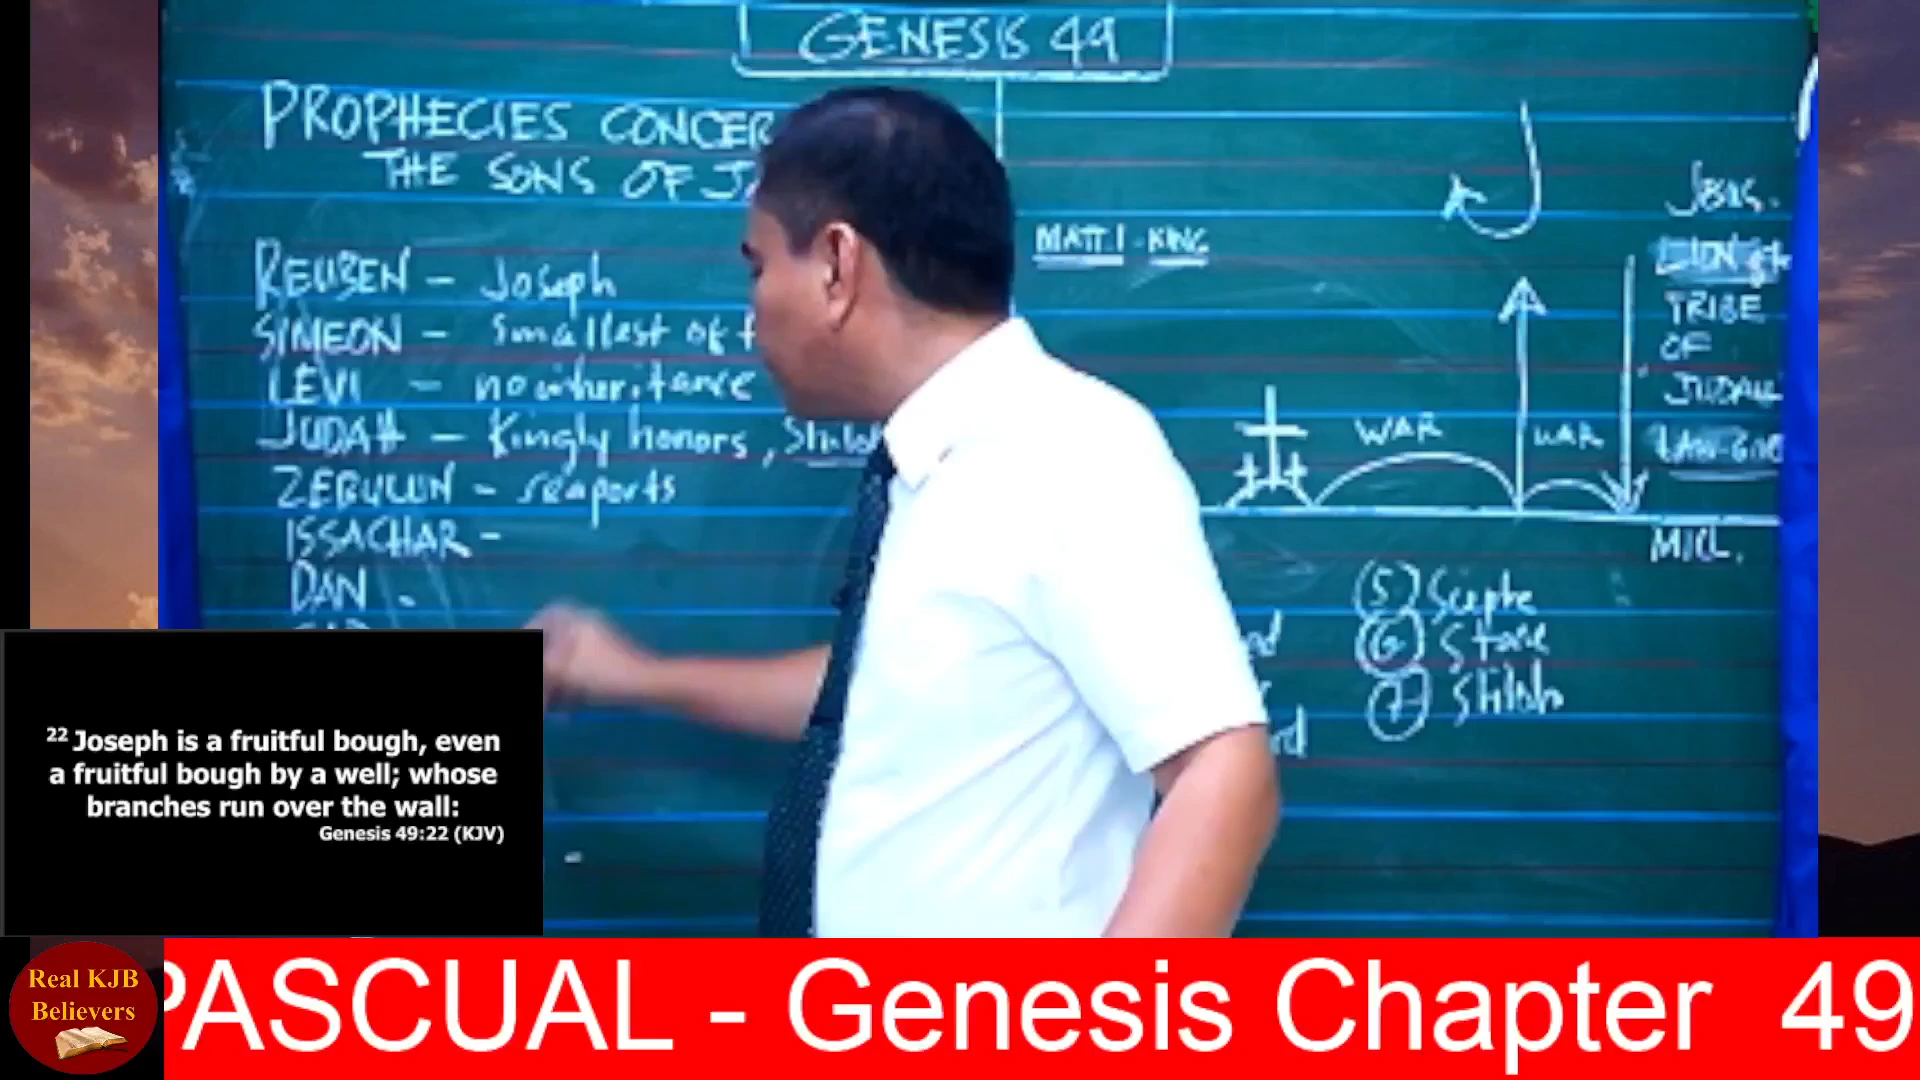 GENESIS 49
PROPHECIES CONCER
THE SONS OF
REUBEN - Joseph
SIMEON - smallest of
LEVI - no inheritance
JUDAH - Kingly honors, Shiloh
ZEBULUN - seaports
ISSACHAR -
DAN -
MATT. 1 - KING
Jesus.
LION of
TRIBE
OF
JUDAH
WAR
WAR
MILL.
(5) Scepte
(6) Stone
(7) Shiloh
22 Joseph is a fruitful bough, even
a fruitful bough by a well; whose
branches run over the wall:
Genesis 49:22 (KJV)
Real KJB
Believers
PASCUAL - Genesis Chapter 49